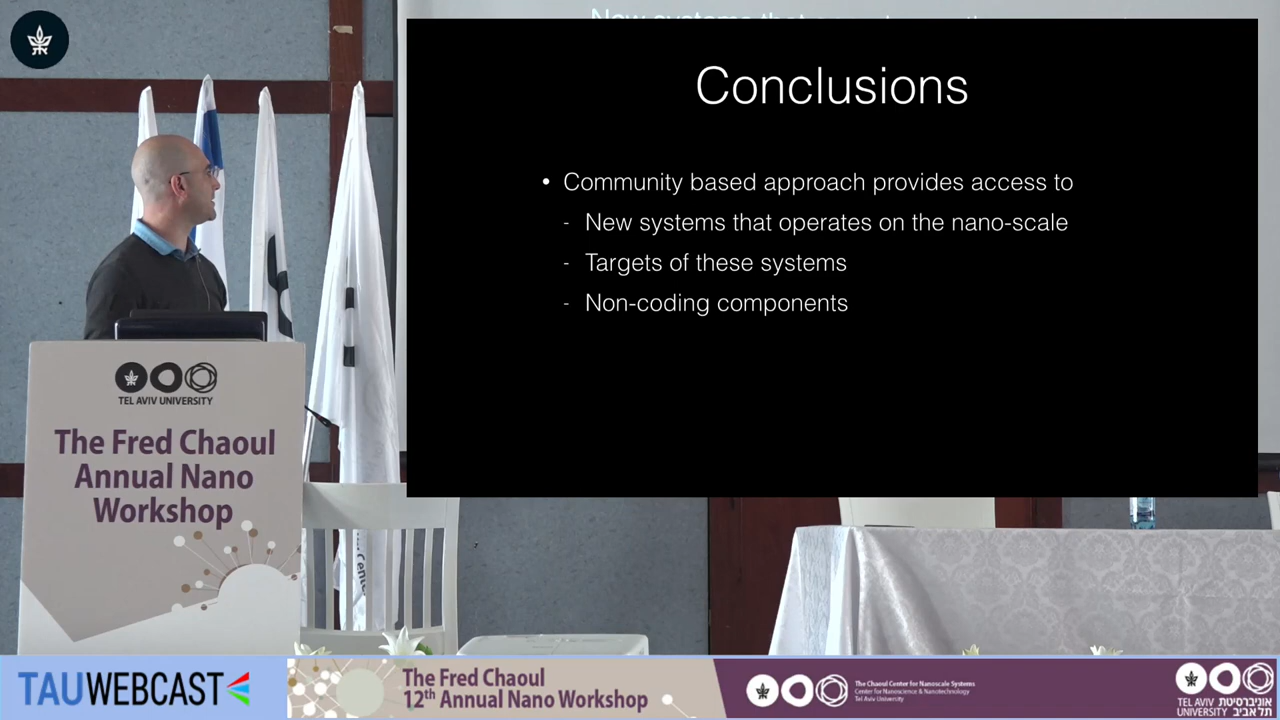 Conclusions
• Community based approach provides access to
- New systems that operates on the nano-scale
- Targets of these systems
- Non-coding components
TEL AVIV UNIVERSITY
The Fred Chaoul
Annual Nano
Workshop
TAUWEBCAST
The Fred Chaoul
12th Annual Nano Workshop
The Chaoul Center for Nanoscale Systems
Center for Nanoscience & Nanotechnology
Tel Aviv University
TEL AVIV אוניברסיטת
UNIVERSITY תל אביב